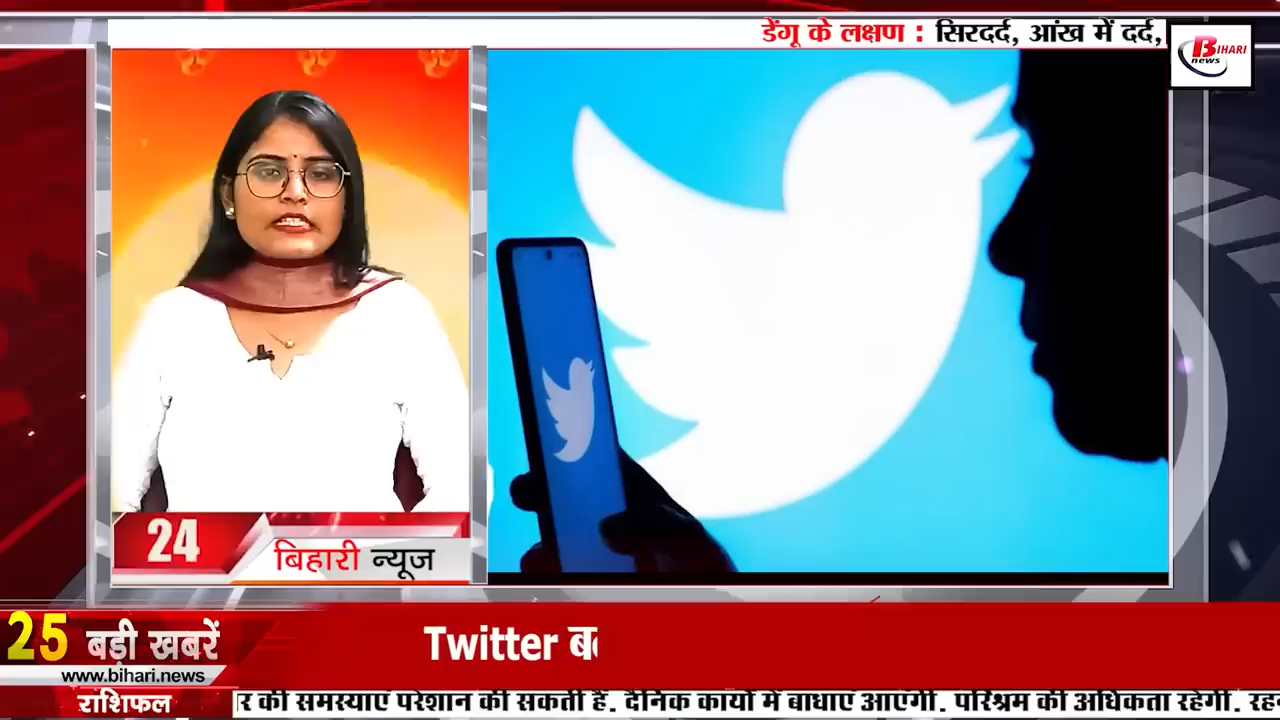 डेंगू के लक्षण : सिरदर्द, आंख में दर्द,
BIHARI
news
24
बिहारी न्यूज
25 बड़ी खबरें
Twitter
www.bihari.news
राशिफल
की समस्याएं परेशान की सकती हैं. दैनिक कार्यो में बाधाएं आएंगी. परिश्रम की अधिकता रहेगी.